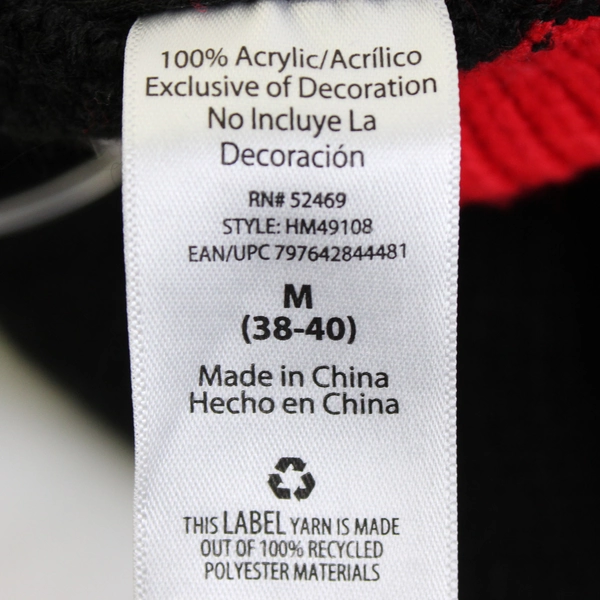 100% Acrylic/Acrílico
Exclusive of Decoration
No Incluye La
Decoración
RN# 52469
STYLE: HM49108
EAN/UPC 797642844481
M
(38-40)
Made in China
Hecho en China
THIS LABEL YARN IS MADE
OUT OF 100% RECYCLED
POLYESTER MATERIALS